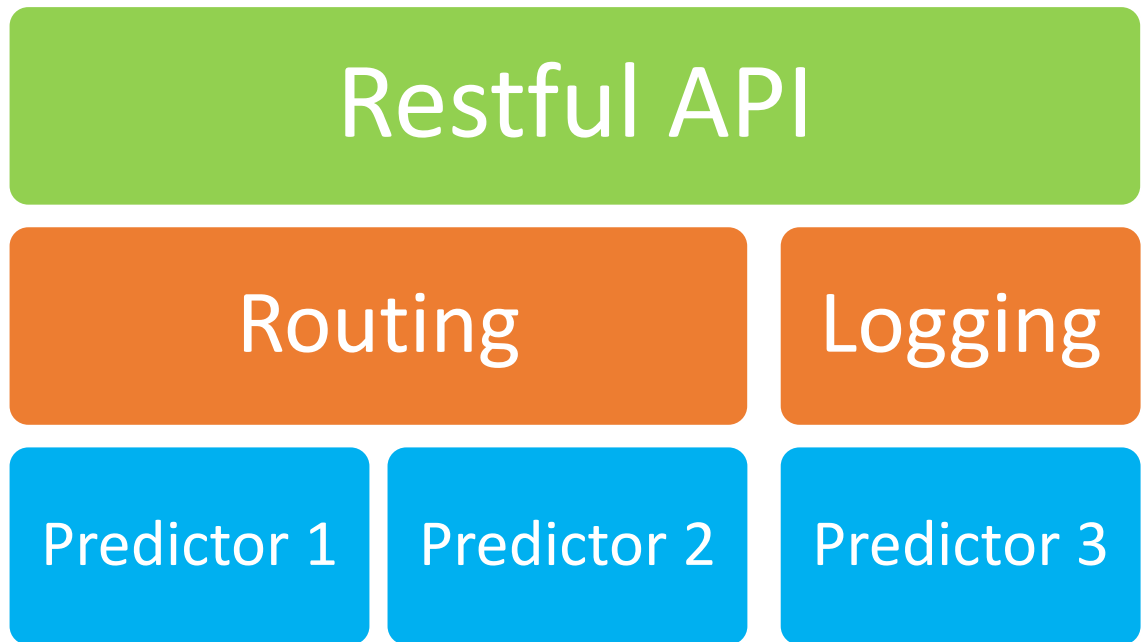 Restful API
Routing
Logging
Predictor 1
Predictor 2
Predictor 3